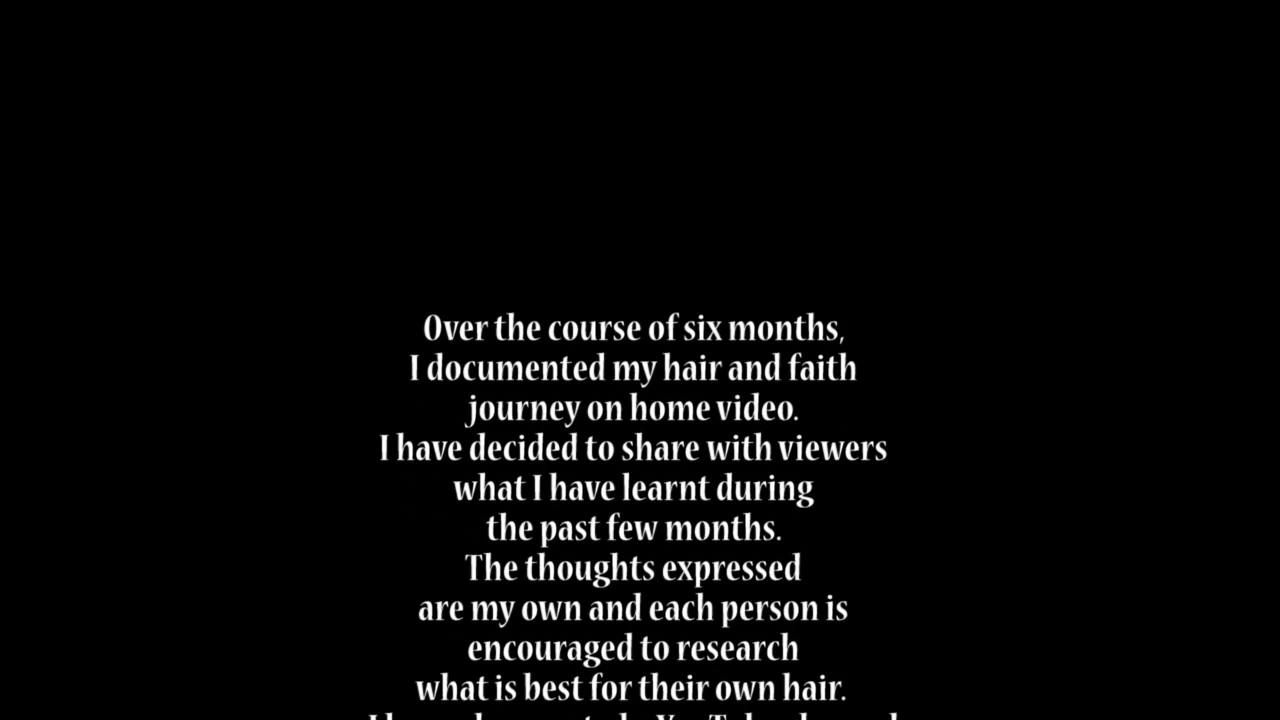 Over the course of six months,
I documented my hair and faith
journey on home video.
I have decided to share with viewers
what I have learnt during
the past few months.
The thoughts expressed
are my own and each person is
encouraged to research
what is best for their own hair.